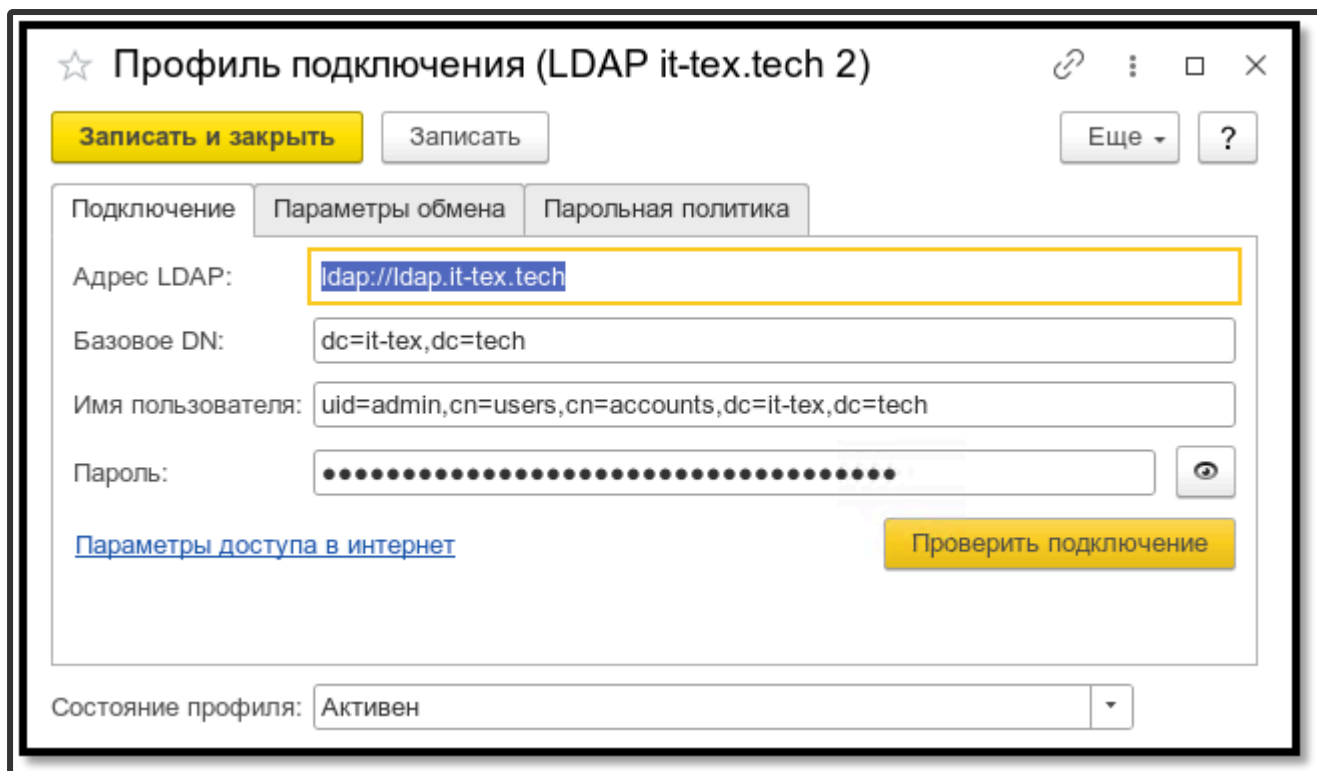 Профиль подключения (LDAP it-tex.tech 2)
Записать и закрыть Записать Еще ?
Подключение Параметры обмена Парольная политика
Адрес LDAP: ldap://ldap.it-tex.tech
Базовое DN: dc=it-tex,dc=tech
Имя пользователя: uid=admin,cn=users,cn=accounts,dc=it-tex,dc=tech
Пароль: ••••••••••••••••••••••••••••••••••••
Параметры доступа в интернет Проверить подключение
Состояние профиля: Активен